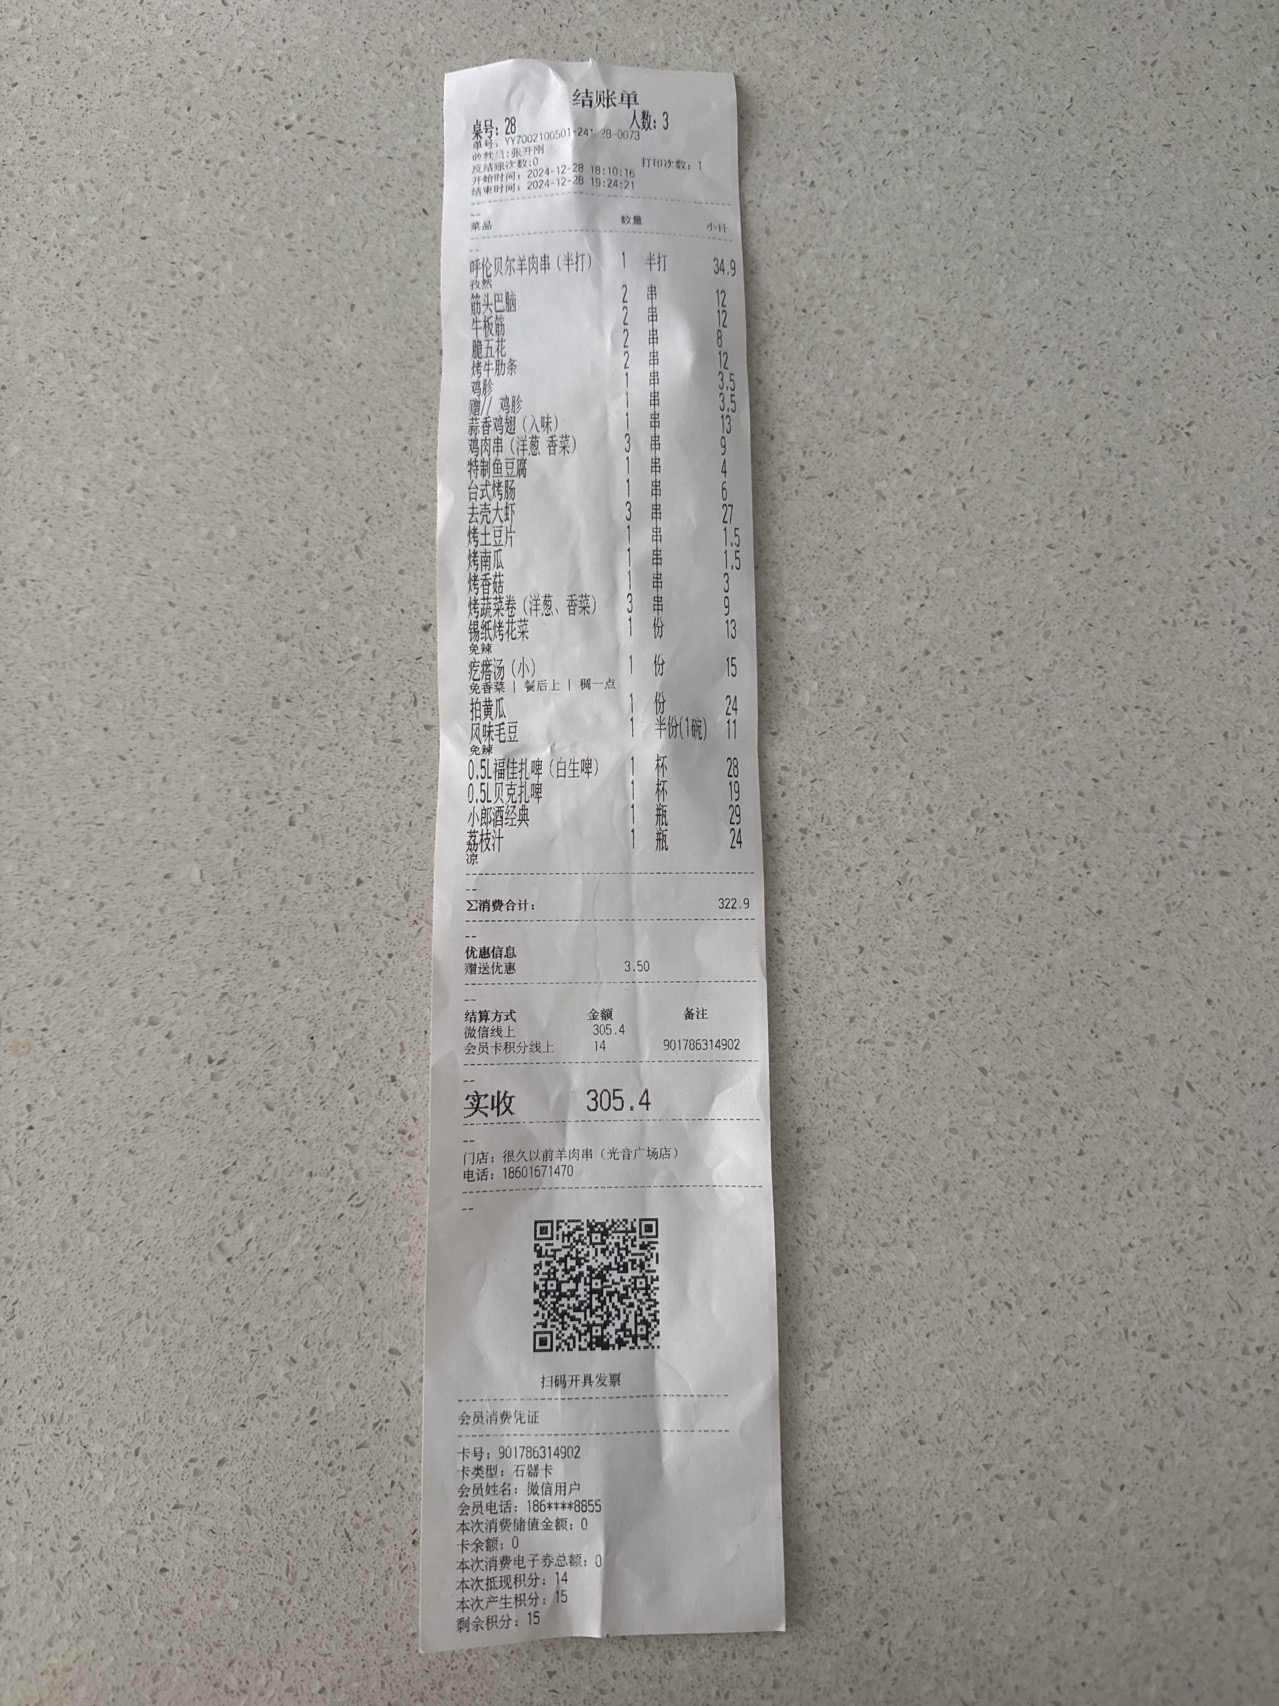 结账单
桌号: 28 人数: 3
单号: YY7002100501-241 28-0073
收款员:张开刚
反结账次数:0 打印次数: 1
开始时间: 2024-12-28 18:10:16
结束时间: 2024-12-28 19:24:21
--
菜品 数量 小计
--
呼伦贝尔羊肉串(半打) 1 半打 34.9
孜然
筋头巴脑 2 串 12
牛板筋 2 串 12
脆五花 2 串 8
烤牛肋条 2 串 12
鸡胗 1 串 3.5
赠// 鸡胗 1 串 3.5
蒜香鸡翅(入味) 1 串 13
鸡肉串(洋葱 香菜) 3 串 9
特制鱼豆腐 1 串 4
台式烤肠 1 串 6
去壳大虾 3 串 27
烤土豆片 1 串 1.5
烤南瓜 1 串 1.5
烤香菇 1 串 3
烤蔬菜卷(洋葱、香菜) 3 串 9
锡纸烤花菜 1 份 13
免辣
疙瘩汤(小) 1 份 15
免香菜 | 餐后上 | 稠一点
拍黄瓜 1 份 24
风味毛豆 1 半份(1碗) 11
免辣
0.5L福佳扎啤(白生啤) 1 杯 28
0.5L贝克扎啤 1 杯 19
小郎酒经典 1 瓶 29
荔枝汁 1 瓶 24
凉
--
∑消费合计: 322.9
--
优惠信息
赠送优惠 3.50
--
结算方式 金额 备注
微信线上 305.4
会员卡积分线上 14 901786314902
--
实收 305.4
--
门店: 很久以前羊肉串(光音广场店)
电话: 18601671470
--
扫码开具发票
会员消费凭证
卡号: 901786314902
卡类型: 石器卡
会员姓名: 微信用户
会员电话: 186****8855
本次消费储值金额: 0
卡余额: 0
本次消费电子券总额: 0
本次抵现积分: 14
本次产生积分: 15
剩余积分: 15